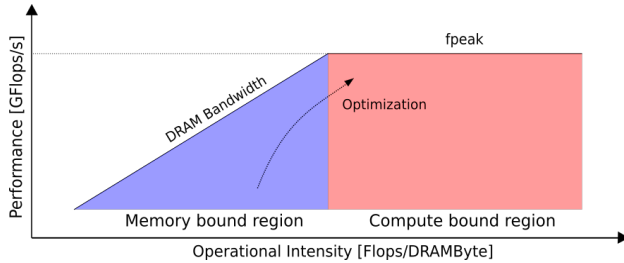 fpeak
DRAM Bandwidth
Optimization
Performance [GFlops/s]
Memory bound region
Compute bound region
Operational Intensity [Flops/DRAMByte]